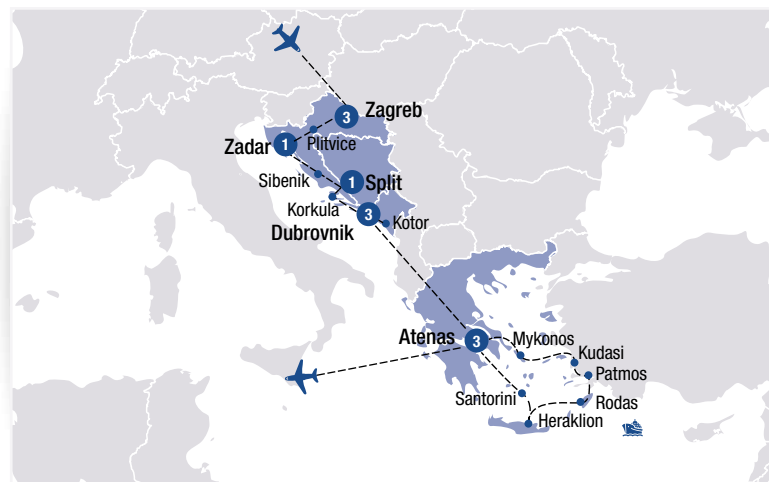 3
Zagreb
1
Zadar
Plitvice
Sibenik
1
Split
Korkula
3
Dubrovnik
Kotor
Atenas
3
Mykonos
Kudasi
Patmos
Santorini
Rodas
Heraklion